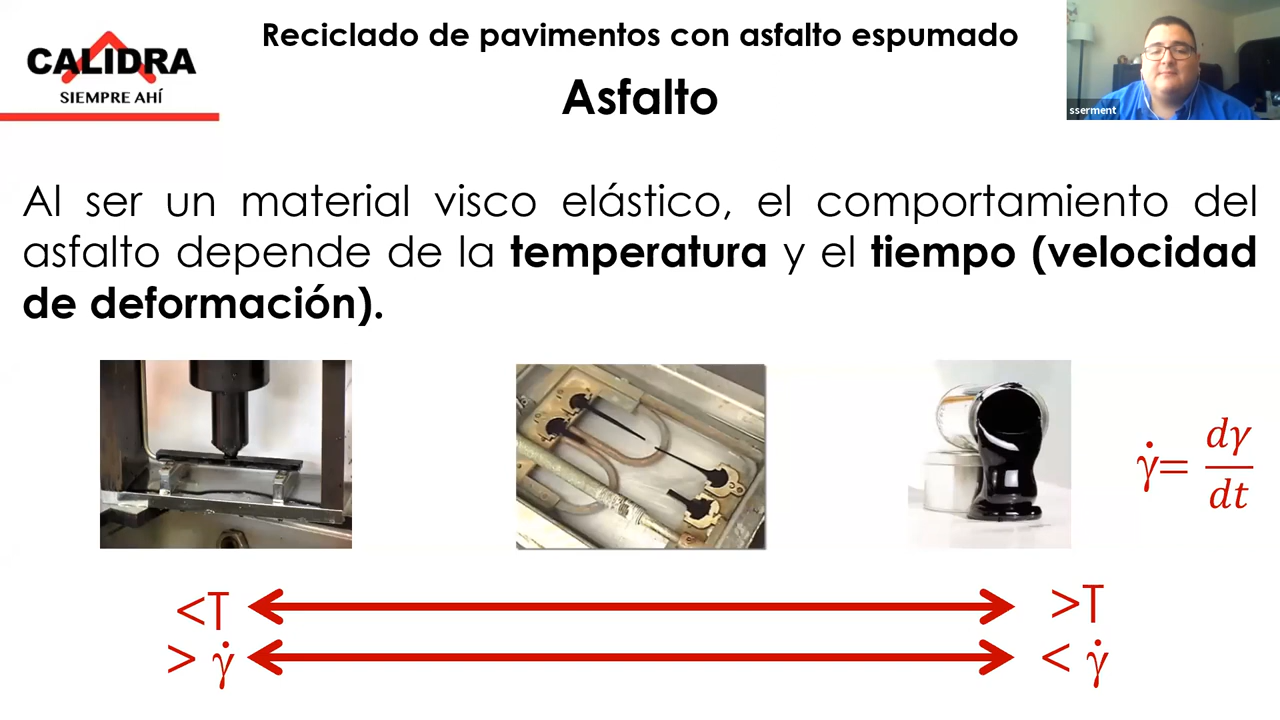 Reciclado de pavimentos con asfalto espumado
CALIDRA
SIEMPRE AHÍ
Asfalto
sserment
Al ser un material visco elástico, el comportamiento del
asfalto depende de la temperatura y el tiempo (velocidad
de deformación).
γ̇= dγ/dt
<T >T
> γ̇ < γ̇